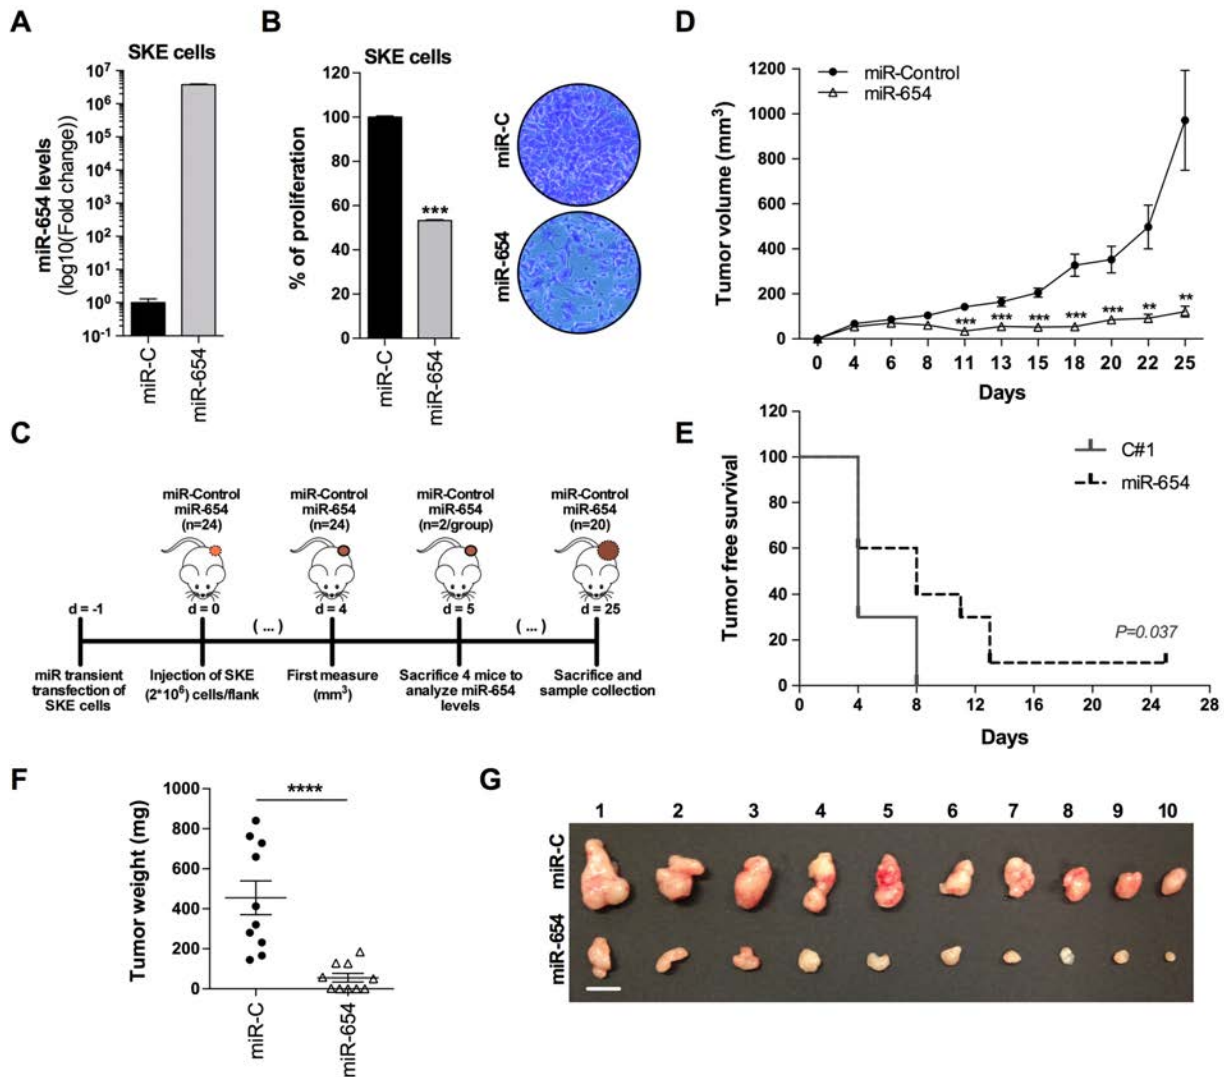 A
SKE cells
miR-654 levels
(log10(Fold change))
10^7
10^6
10^5
10^4
10^3
10^2
10^1
10^0
10^-1
miR-C
miR-654
B
SKE cells
% of proliferation
120
100
80
60
40
20
0
***
miR-C
miR-654
miR-C
miR-654
D
miR-Control
miR-654
Tumor volume (mm^3)
1200
1000
800
600
400
200
0
*** *** *** *** *** ** **
0 4 6 8 11 13 15 18 20 22 25
Days
C
miR-Control
miR-654
(n=24)
miR-Control
miR-654
(n=24)
miR-Control
miR-654
(n=2/group)
miR-Control
miR-654
(n=20)
d = -1
d = 0
( ... )
d = 4
d = 5
( ... )
d = 25
miR transient
transfection of
SKE cells
Injection of SKE
(2*10^6) cells/flank
First measure
(mm^3)
Sacrifice 4 mice to
analyze miR-654
levels
Sacrifice and
sample collection
E
C#1
miR-654
Tumor free survival
120
100
80
60
40
20
0
P=0.037
0 4 8 12 16 20 24 28
Days
F
Tumor weight (mg)
1000
800
600
400
200
0
****
miR-C
miR-654
G
1 2 3 4 5 6 7 8 9 10
miR-C
miR-654